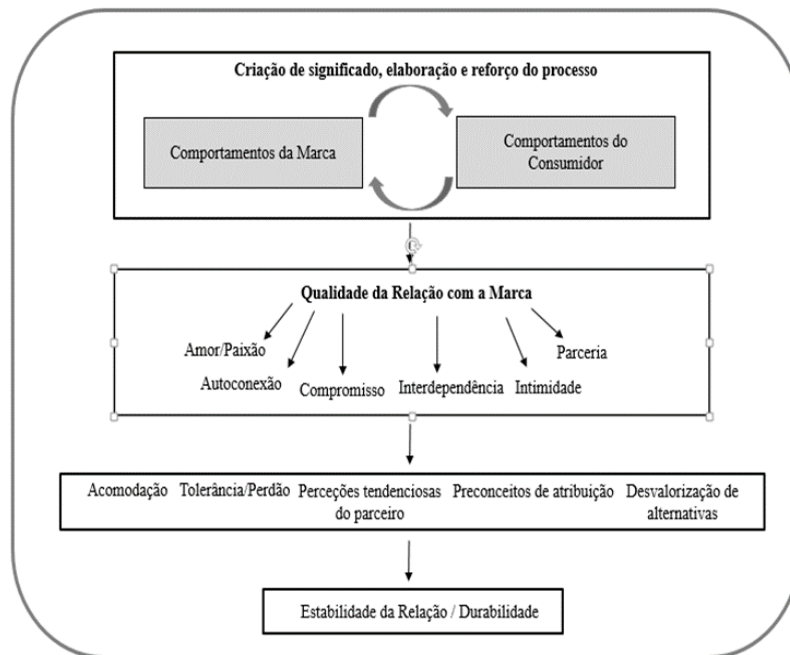 Criação de significado, elaboração e reforço do processo
Comportamentos da Marca
Comportamentos do
Consumidor
Qualidade da Relação com a Marca
Amor/Paixão
Autoconexão
Compromisso
Interdependência
Intimidade
Parceria
Acomodação
Tolerância/Perdão
Perceções tendenciosas
do parceiro
Preconceitos de atribuição
Desvalorização de
alternativas
Estabilidade da Relação / Durabilidade